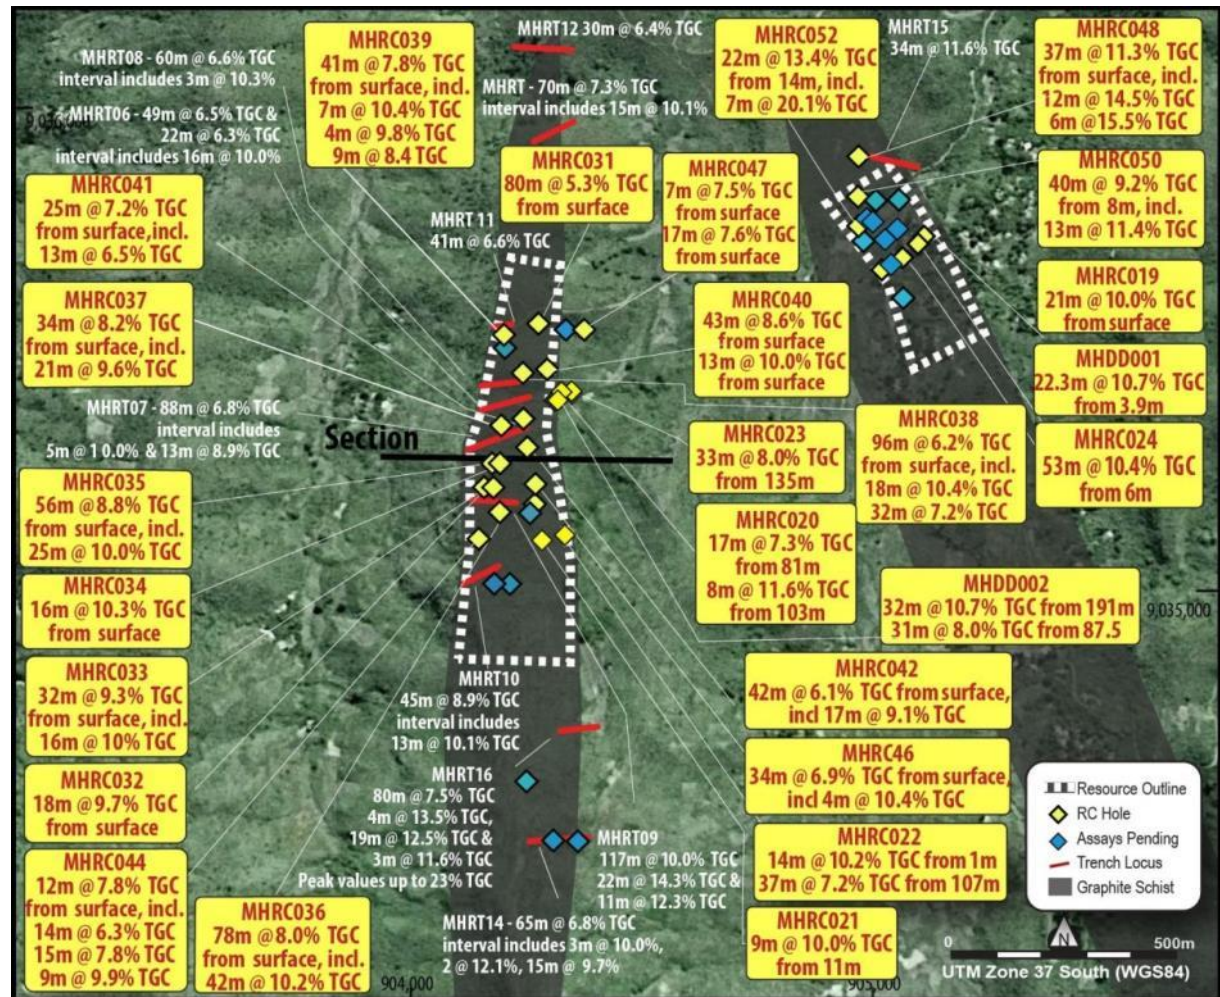 MHRT12 30m @ 6.4% TGC
MHRT15
34m @ 11.6% TGC
MHRT08 - 60m @ 6.6% TGC
interval includes 3m @ 10.3%
MHRC039
41m @ 7.8% TGC
from surface, incl.
7m @ 10.4% TGC
4m @ 9.8% TGC
9m @ 8.4 TGC
MHRC052
22m @ 13.4% TGC
from 14m, incl.
7m @ 20.1% TGC
MHRC048
37m @ 11.3% TGC
from surface, incl.
12m @ 14.5% TGC
6m @15.5% TGC
MHRT - 70m @ 7.3% TGC
interval includes 15m @ 10.1%
9,036,000
MHRT06 - 49m @ 6.5% TGC &
22m @ 6.3% TGC
interval includes 16m @ 10.0%
MHRC031
80m @ 5.3% TGC
from surface
MHRC047
7m @ 7.5% TGC
from surface
17m @ 7.6% TGC
from surface
MHRC050
40m @ 9.2% TGC
from 8m, incl.
13m @ 11.4% TGC
MHRC041
25m @ 7.2% TGC
from surface,incl.
13m @ 6.5% TGC
MHRT 11
41m @ 6.6% TGC
MHRC019
21m @ 10.0% TGC
from surface
MHRC037
34m @ 8.2% TGC
from surface, incl.
21m @ 9.6% TGC
MHRC040
43m @ 8.6% TGC
from surface
13m @ 10.0% TGC
from surface
MHDD001
22.3m @ 10.7% TGC
from 3.9m
MHRT07 - 88m @ 6.8% TGC
interval includes
5m @ 1 0.0% & 13m @ 8.9% TGC
Section
MHRC023
33m @ 8.0% TGC
from 135m
MHRC038
96m @ 6.2% TGC
from surface, incl.
18m @ 10.4% TGC
32m @ 7.2% TGC
MHRC024
53m @ 10.4% TGC
from 6m
MHRC035
56m @ 8.8% TGC
from surface, incl.
25m @ 10.0% TGC
MHRC020
17m @ 7.3% TGC
from 81m
8m @ 11.6% TGC
from 103m
MHRC034
16m @ 10.3% TGC
from surface
MHDD002
32m @ 10.7% TGC from 191m
31m @ 8.0% TGC from 87.5
9,035,000
MHRC033
32m @ 9.3% TGC
from surface, incl.
16m @ 10% TGC
MHRT10
45m @ 8.9% TGC
interval includes
13m @ 10.1% TGC
MHRC042
42m @ 6.1% TGC from surface,
incl 17m @ 9.1% TGC
MHRC032
18m @ 9.7% TGC
from surface
MHRT16
80m @ 7.5% TGC
4m @ 13.5% TGC,
19m @ 12.5% TGC &
3m @ 11.6% TGC
Peak values up to 23% TGC
MHRC46
34m @ 6.9% TGC from surface,
incl 4m @ 10.4% TGC
MHRT09
117m @ 10.0% TGC
22m @ 14.3% TGC &
11m @ 12.3% TGC
MHRC022
14m @ 10.2% TGC from 1m
37m @ 7.2% TGC from 107m
MHRC044
12m @ 7.8% TGC
from surface, incl.
14m @ 6.3% TGC
15m @ 7.8% TGC
9m @ 9.9% TGC
MHRC036
78m @ 8.0% TGC
from surface, incl.
42m @ 10.2% TGC
MHRT14 - 65m @ 6.8% TGC
interval includes 3m @ 10.0%,
2 @ 12.1%, 15m @ 9.7%
MHRC021
9m @ 10.0% TGC
from 11m
Resource Outline
RC Hole
Assays Pending
Trench Locus
Graphite Schist
N
0 500m
UTM Zone 37 South (WGS84)
904,000
905,000